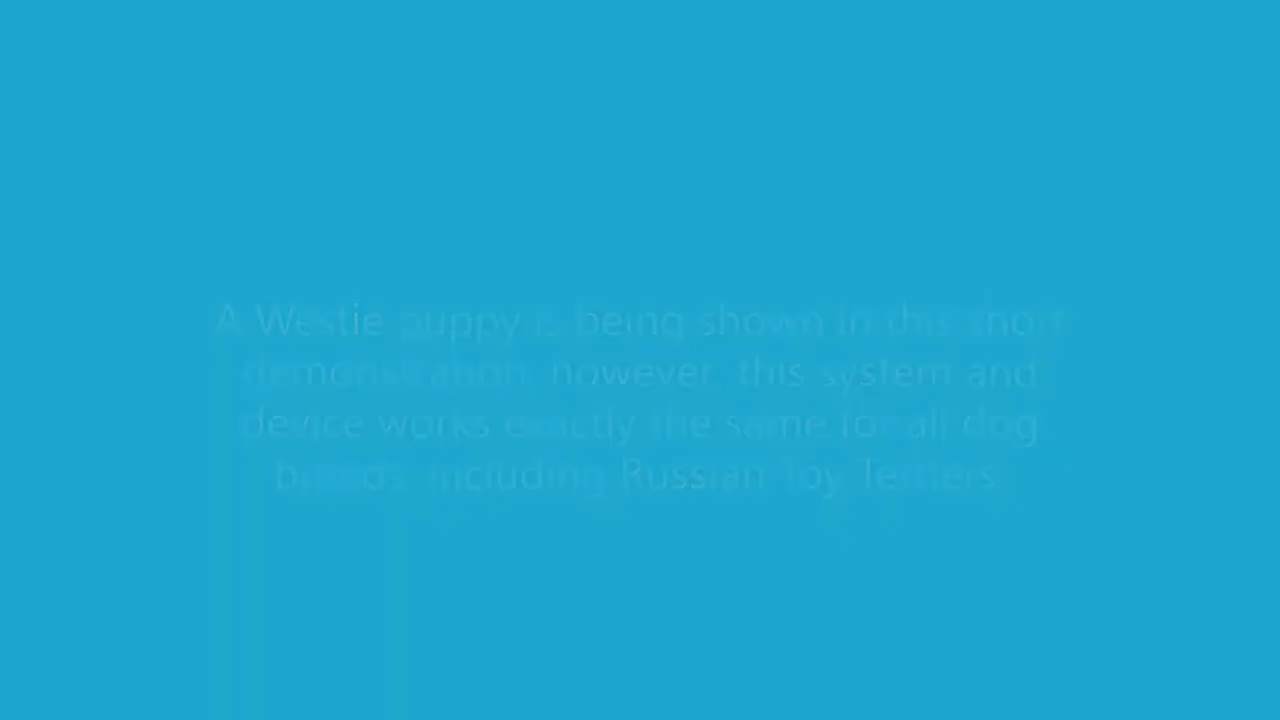 A Westie puppy is being shown in this short
demonstration, however, this system and
device works exactly the same for all dog
breeds, including Russian Toy Terriers